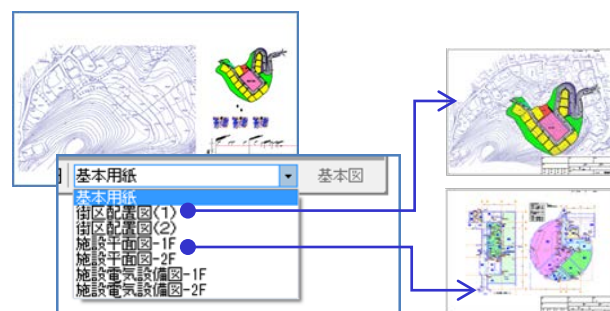 基本用紙
基本図
基本用紙
街区配置図(1)
街区配置図(2)
施設平面図-1F
施設平面図-2F
施設電気設備図-1F
施設電気設備図-2F